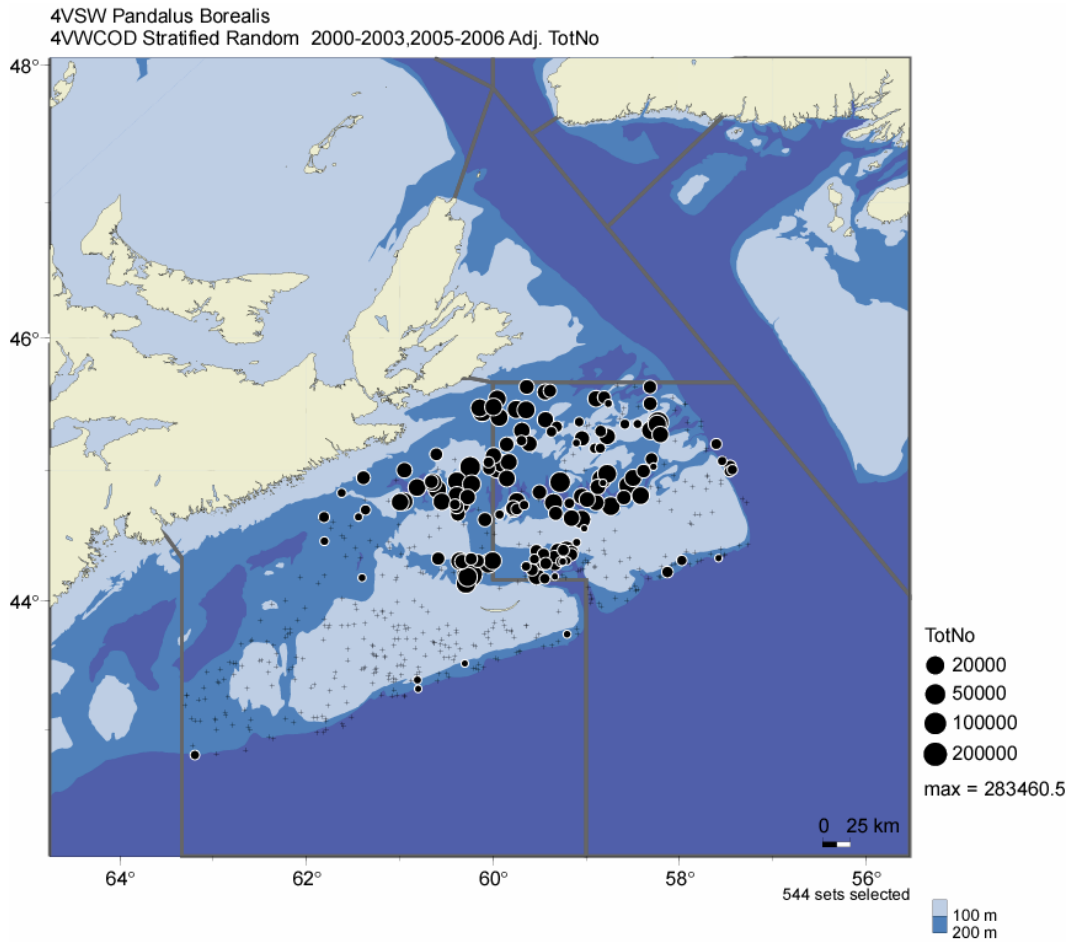 4VSW Pandalus Borealis
4VWCOD Stratified Random 2000-2003,2005-2006 Adj. TotNo
48°
46°
44°
TotNo
20000
50000
100000
200000
max = 283460.5
0 25 km
64° 62° 60° 58° 56°
544 sets selected
100 m
200 m